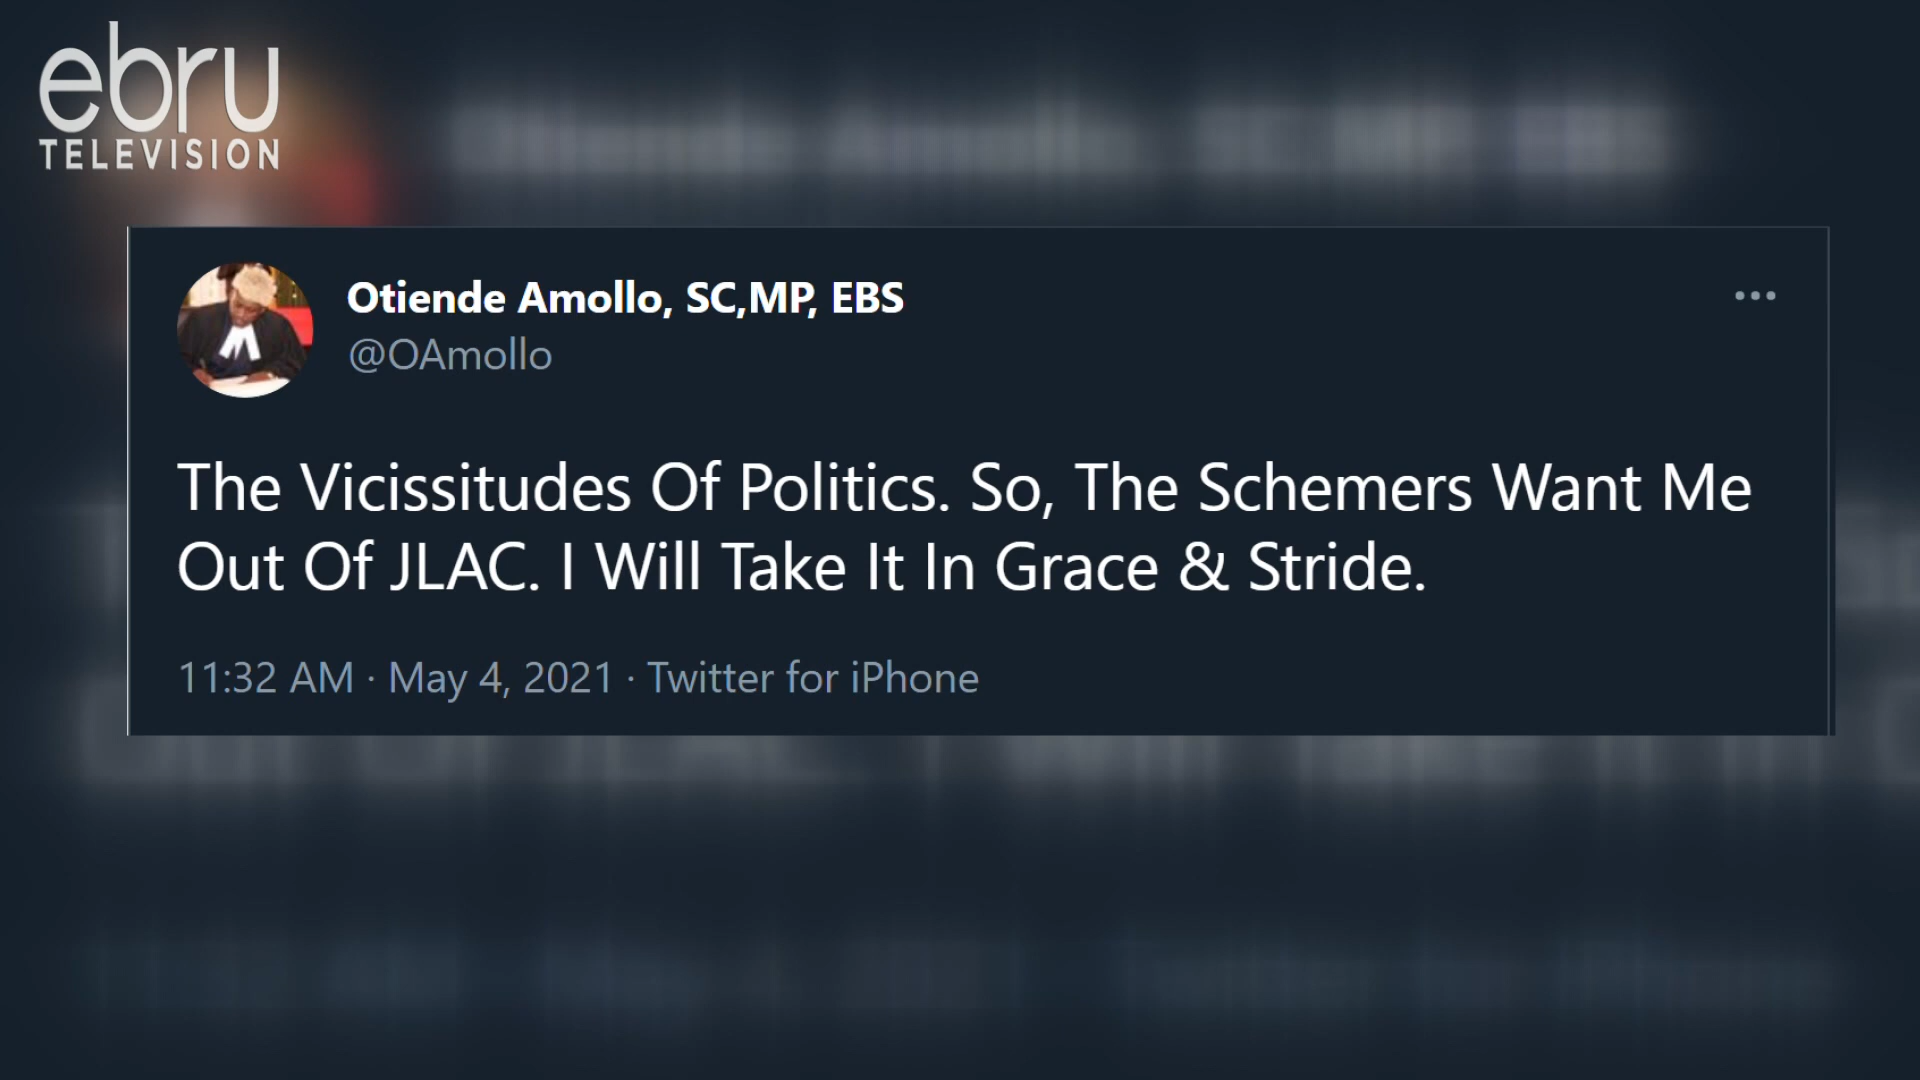 ebru
TELEVISION
Otiende Amollo, SC,MP, EBS
@OAmollo
The Vicissitudes Of Politics. So, The Schemers Want Me
Out Of JLAC. I Will Take It In Grace & Stride.
11:32 AM · May 4, 2021 · Twitter for iPhone